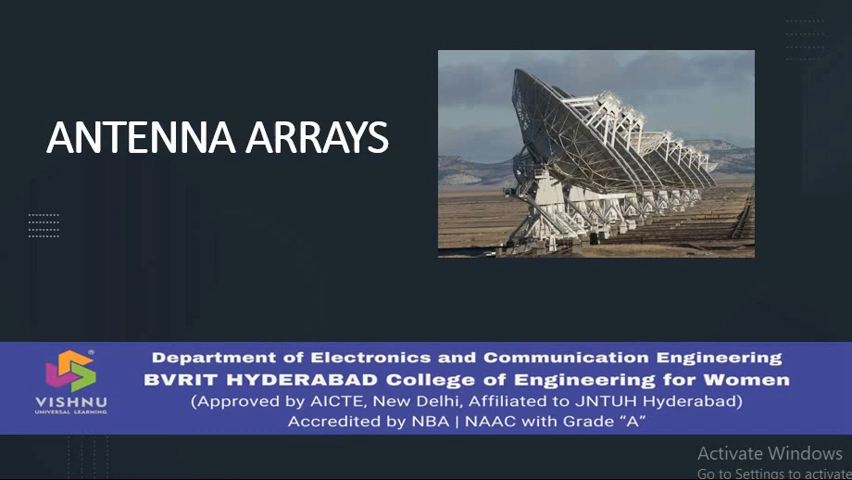 ANTENNA ARRAYS
VISHNU
UNIVERSAL LEARNING
Department of Electronics and Communication Engineering
BVRIT HYDERABAD College of Engineering for Women
(Approved by AICTE, New Delhi, Affiliated to JNTUH Hyderabad)
Accredited by NBA | NAAC with Grade “A”
Activate Windows
Go to Settings to activate